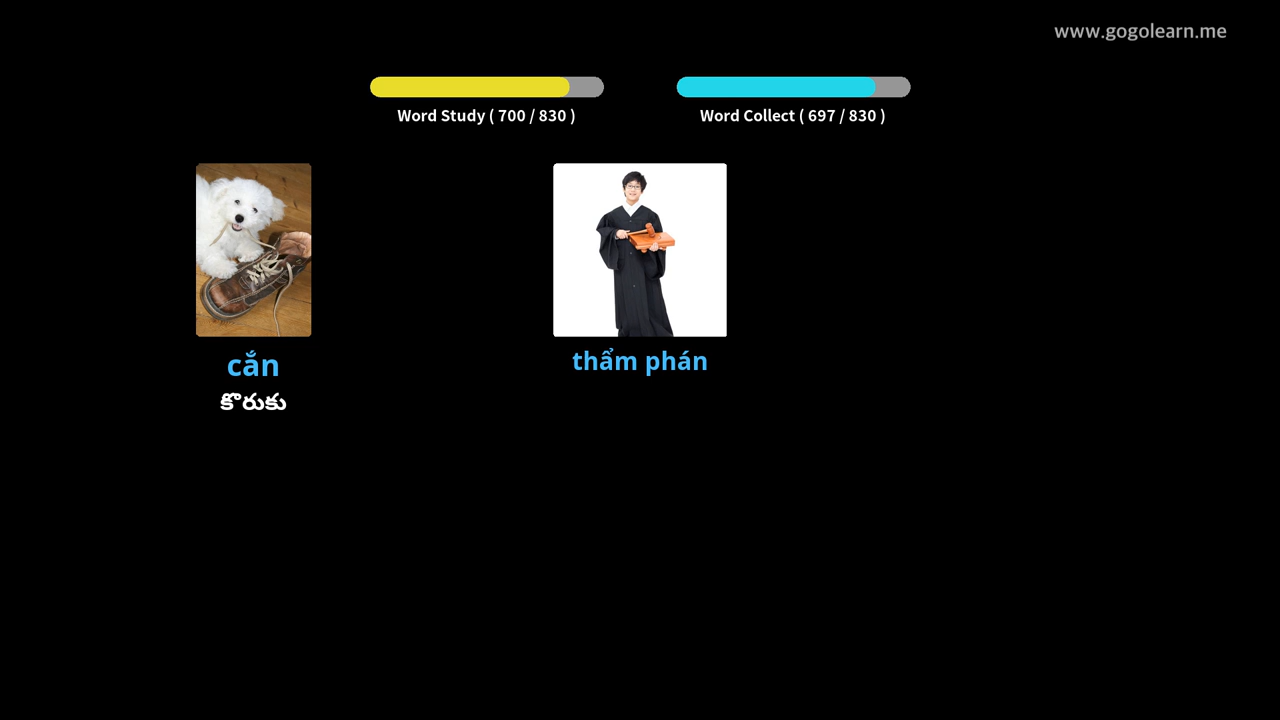 www.gogolearn.me
Word Study ( 700 / 830 )
Word Collect ( 697 / 830 )
cắn
కొరుకు
thẩm phán